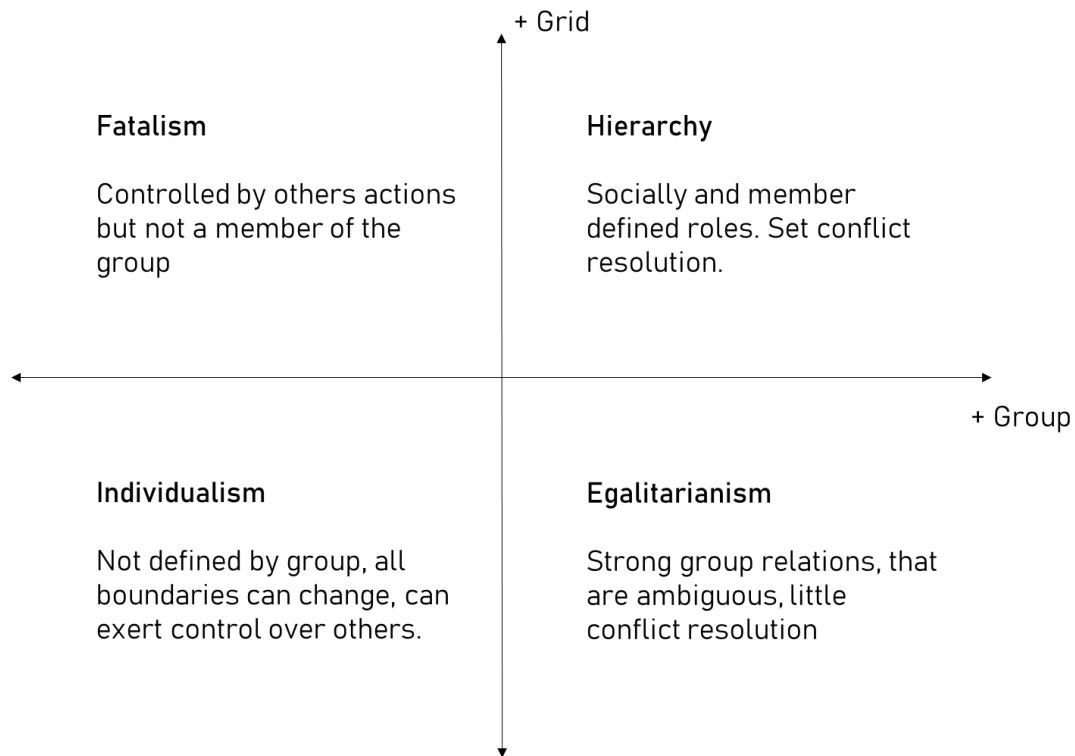 + Grid
Fatalism
Controlled by others actions
but not a member of the
group
Hierarchy
Socially and member
defined roles. Set conflict
resolution.
+ Group
Individualism
Not defined by group, all
boundaries can change, can
exert control over others.
Egalitarianism
Strong group relations, that
are ambiguous, little
conflict resolution